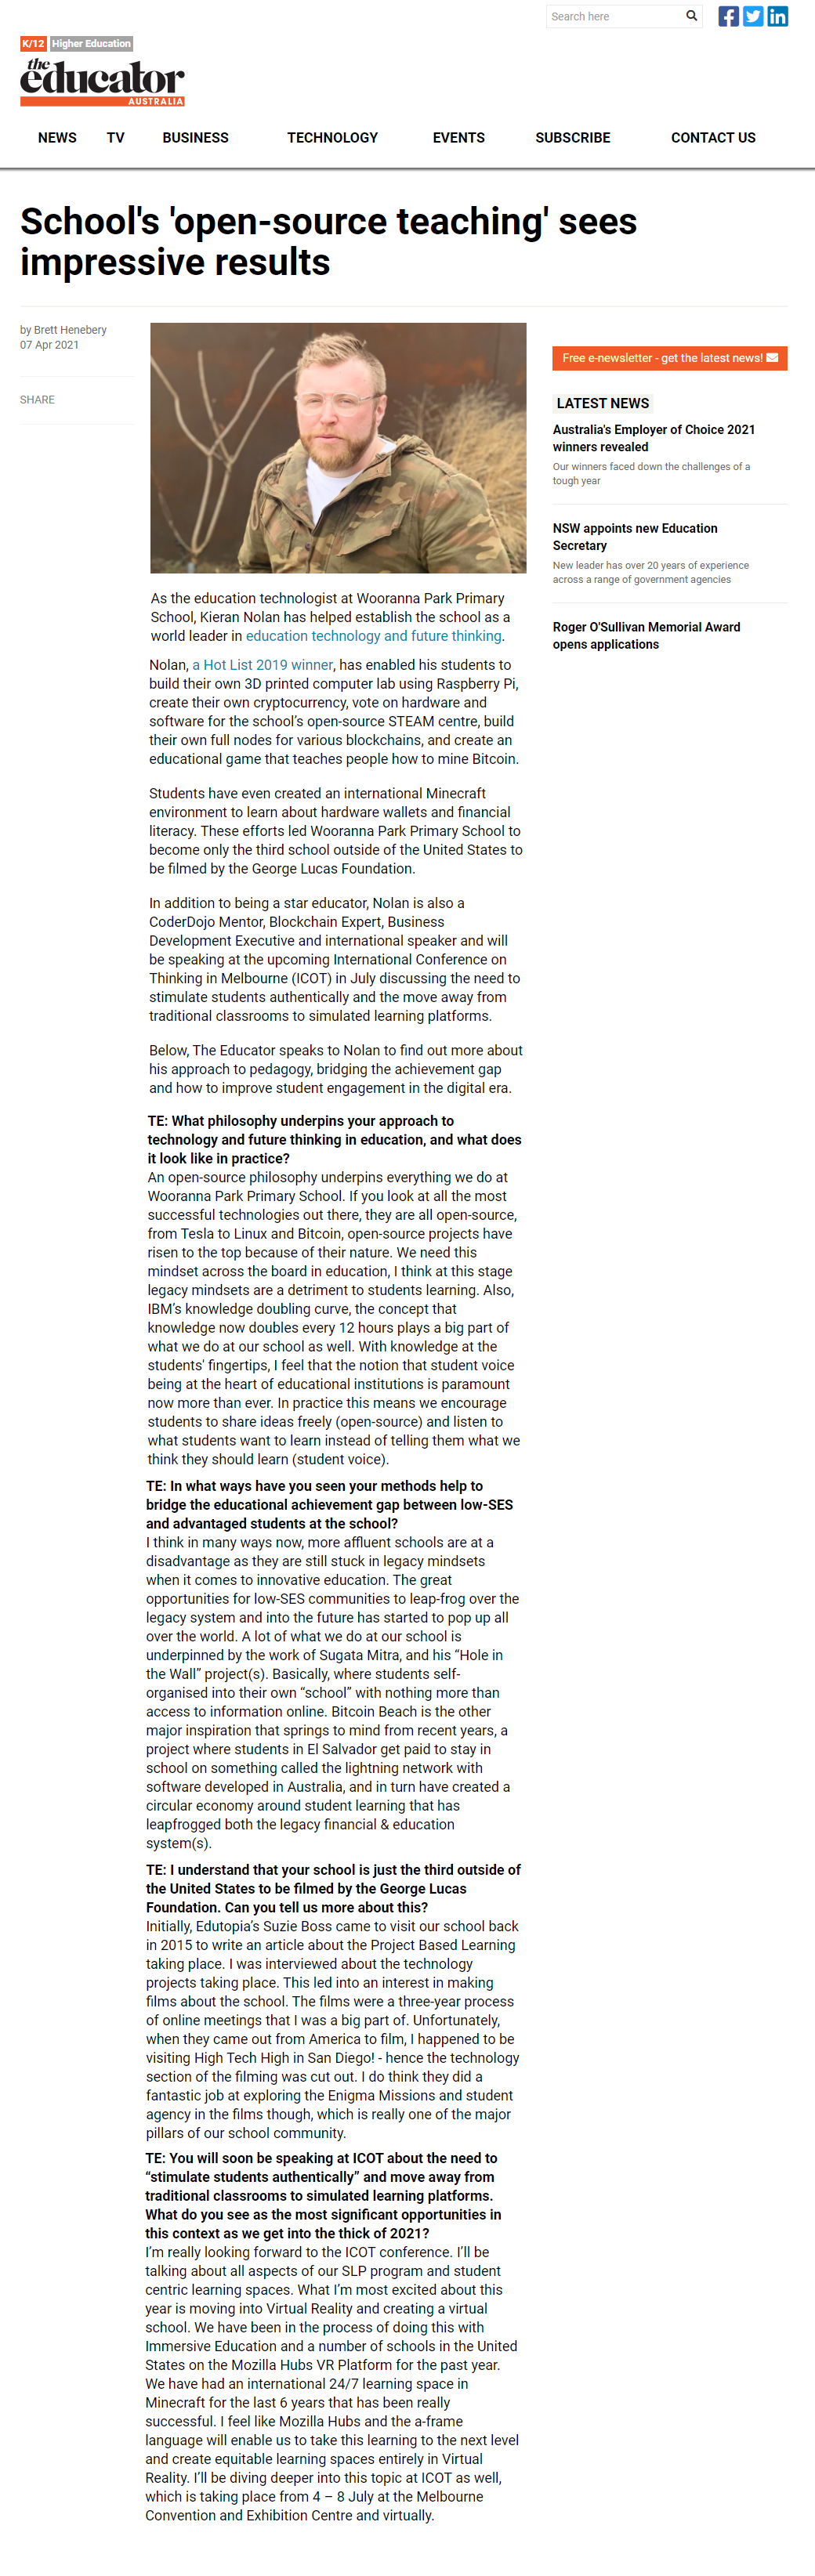 Search here
K/12 Higher Education
the
educator
AUSTRALIA
NEWS TV BUSINESS TECHNOLOGY EVENTS SUBSCRIBE CONTACT US
School's 'open-source teaching' sees
impressive results
by Brett Henebery
07 Apr 2021
SHARE
As the education technologist at Wooranna Park Primary
School, Kieran Nolan has helped establish the school as a
world leader in education technology and future thinking.
Nolan, a Hot List 2019 winner, has enabled his students to
build their own 3D printed computer lab using Raspberry Pi,
create their own cryptocurrency, vote on hardware and
software for the school's open-source STEAM centre, build
their own full nodes for various blockchains, and create an
educational game that teaches people how to mine Bitcoin.
Students have even created an international Minecraft
environment to learn about hardware wallets and financial
literacy. These efforts led Wooranna Park Primary School to
become only the third school outside of the United States to
be filmed by the George Lucas Foundation.
In addition to being a star educator, Nolan is also a
CoderDojo Mentor, Blockchain Expert, Business
Development Executive and international speaker and will
be speaking at the upcoming International Conference on
Thinking in Melbourne (ICOT) in July discussing the need to
stimulate students authentically and the move away from
traditional classrooms to simulated learning platforms.
Below, The Educator speaks to Nolan to find out more about
his approach to pedagogy, bridging the achievement gap
and how to improve student engagement in the digital era.
TE: What philosophy underpins your approach to
technology and future thinking in education, and what does
it look like in practice?
An open-source philosophy underpins everything we do at
Wooranna Park Primary School. If you look at all the most
successful technologies out there, they are all open-source,
from Tesla to Linux and Bitcoin, open-source projects have
risen to the top because of their nature. We need this
mindset across the board in education, I think at this stage
legacy mindsets are a detriment to students learning. Also,
IBM's knowledge doubling curve, the concept that
knowledge now doubles every 12 hours plays a big part of
what we do at our school as well. With knowledge at the
students' fingertips, I feel that the notion that student voice
being at the heart of educational institutions is paramount
now more than ever. In practice this means we encourage
students to share ideas freely (open-source) and listen to
what students want to learn instead of telling them what we
think they should learn (student voice).
TE: In what ways have you seen your methods help to
bridge the educational achievement gap between low-SES
and advantaged students at the school?
I think in many ways now, more affluent schools are at a
disadvantage as they are still stuck in legacy mindsets
when it comes to innovative education. The great
opportunities for low-SES communities to leap-frog over the
legacy system and into the future has started to pop up all
over the world. A lot of what we do at our school is
underpinned by the work of Sugata Mitra, and his “Hole in
the Wall” project(s). Basically, where students self-
organised into their own “school” with nothing more than
access to information online. Bitcoin Beach is the other
major inspiration that springs to mind from recent years, a
project where students in El Salvador get paid to stay in
school on something called the lightning network with
software developed in Australia, and in turn have created a
circular economy around student learning that has
leapfrogged both the legacy financial & education
system(s).
TE: I understand that your school is just the third outside of
the United States to be filmed by the George Lucas
Foundation. Can you tell us more about this?
Initially, Edutopia's Suzie Boss came to visit our school back
in 2015 to write an article about the Project Based Learning
taking place. I was interviewed about the technology
projects taking place. This led into an interest in making
films about the school. The films were a three-year process
of online meetings that I was a big part of. Unfortunately,
when they came out from America to film, I happened to be
visiting High Tech High in San Diego! - hence the technology
section of the filming was cut out. I do think they did a
fantastic job at exploring the Enigma Missions and student
agency in the films though, which is really one of the major
pillars of our school community.
TE: You will soon be speaking at ICOT about the need to
“stimulate students authentically” and move away from
traditional classrooms to simulated learning platforms.
What do you see as the most significant opportunities in
this context as we get into the thick of 2021?
I'm really looking forward to the ICOT conference. I'll be
talking about all aspects of our SLP program and student
centric learning spaces. What I'm most excited about this
year is moving into Virtual Reality and creating a virtual
school. We have been in the process of doing this with
Immersive Education and a number of schools in the United
States on the Mozilla Hubs VR Platform for the past year.
We have had an international 24/7 learning space in
Minecraft for the last 6 years that has been really
successful. I feel like Mozilla Hubs and the a-frame
language will enable us to take this learning to the next level
and create equitable learning spaces entirely in Virtual
Reality. I'll be diving deeper into this topic at ICOT as well,
which is taking place from 4 – 8 July at the Melbourne
Convention and Exhibition Centre and virtually.
Free e-newsletter - get the latest news!
LATEST NEWS
Australia's Employer of Choice 2021
winners revealed
Our winners faced down the challenges of a
tough year
NSW appoints new Education
Secretary
New leader has over 20 years of experience
across a range of government agencies
Roger O'Sullivan Memorial Award
opens applications